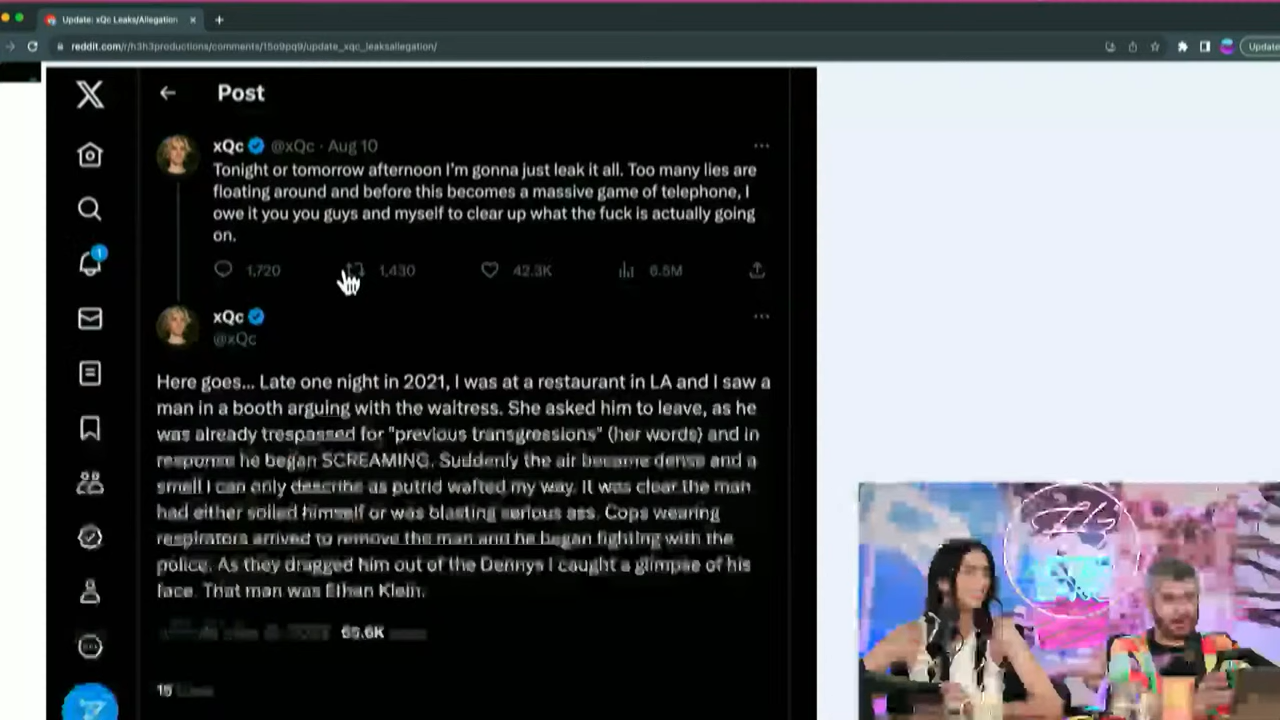 Update: xQc Leaks/Allegation
reddit.com/r/h3h3productions/comments/15o9pq9/update_xqc_leaksallegation/
Update
Post
xQc @xQc · Aug 10
Tonight or tomorrow afternoon I'm gonna just leak it all. Too many lies are
floating around and before this becomes a massive game of telephone, I
owe it you you guys and myself to clear up what the fuck is actually going
on.
1,720 1,430 42.3K 6.5M
xQc
@xQc
Here goes... Late one night in 2021, I was at a restaurant in LA and I saw a
man in a booth arguing with the waitress. She asked him to leave, as he
was already trespassed for "previous transgressions" (her words) and in
response he began SCREAMING. Suddenly the air became dense and a
smell I can only describe as putrid wafted my way. It was clear the man
had either soiled himself or was blasting serious ass. Cops wearing
respirators arrived to remove the man and he began fighting with the
police. As they dragged him out of the Dennys I caught a glimpse of his
face. That man was Ethan Klein.
65.6K
15